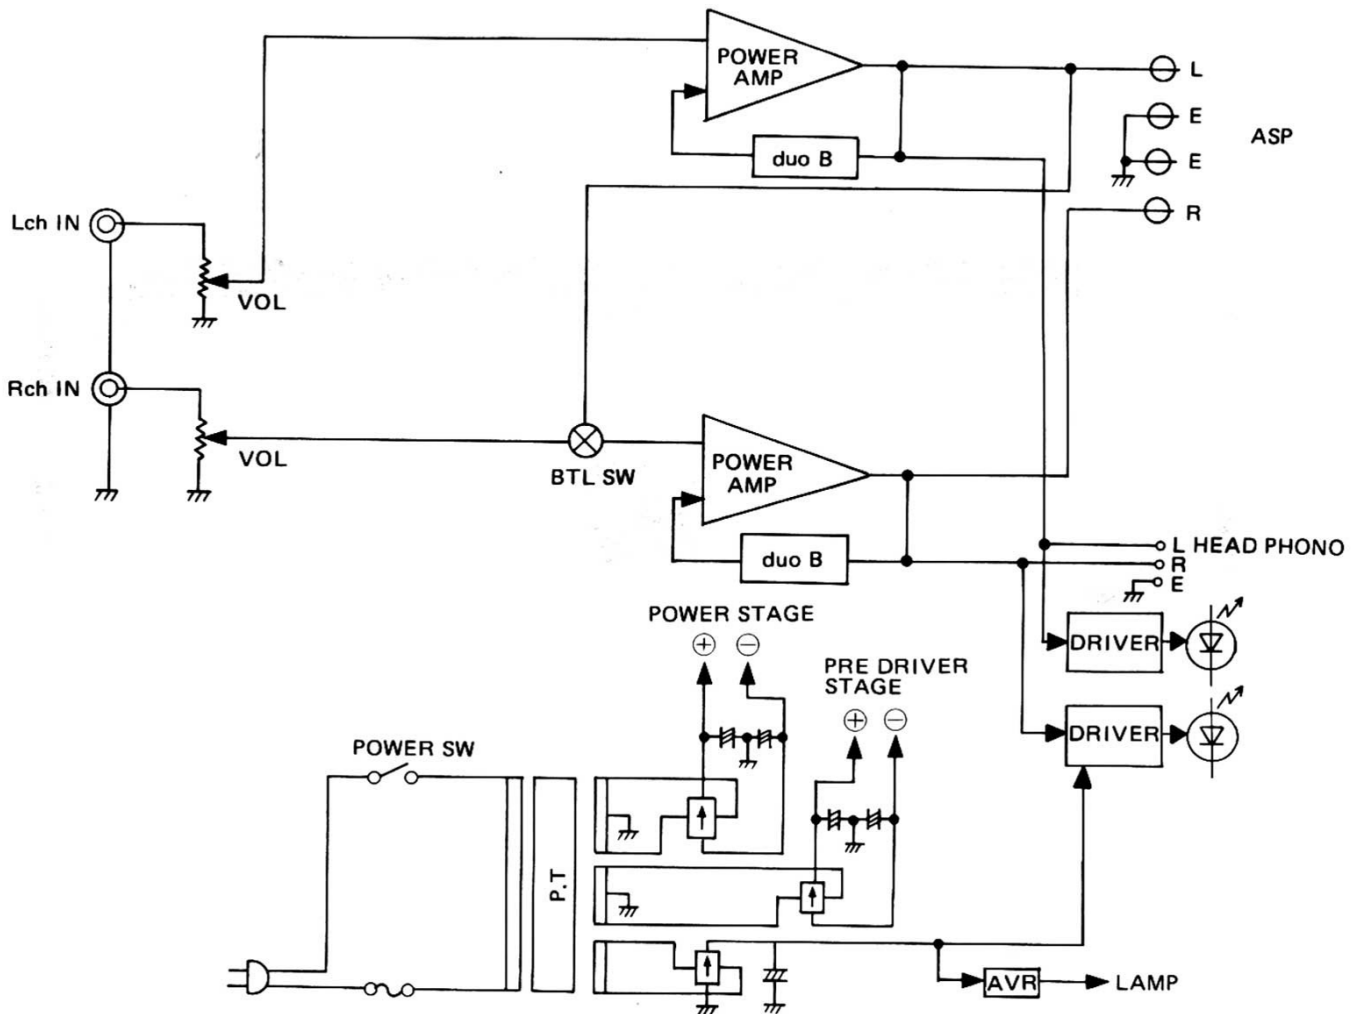 POWER
AMP
L
E
ASP
duo B
E
R
Lch IN
VOL
Rch IN
VOL
BTL SW
POWER
AMP
duo B
L HEAD PHONO
R
E
POWER STAGE
+ −
DRIVER
PRE DRIVER
STAGE
+ −
DRIVER
POWER SW
P.T
AVR
LAMP